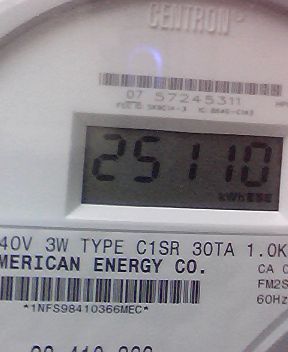 CENTRON
07 57245311
25110
kWh
40V 3W TYPE C1SR 30TA 1.0K
MERICAN ENERGY CO.
CA 0
FM2S
60Hz
*1NFS98410366MEC*